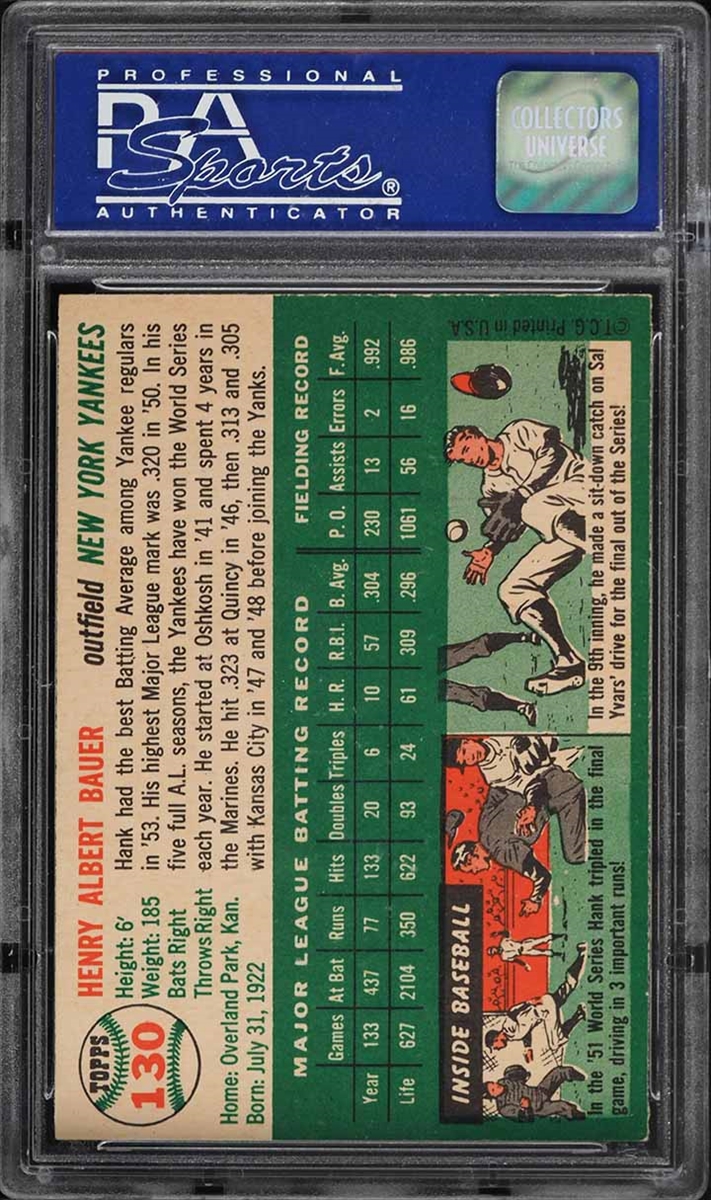 PROFESSIONAL
PSA
Sports®
AUTHENTICATOR
COLLECTORS
UNIVERSE
TOPPS
130
HENRY ALBERT BAUER outfield NEW YORK YANKEES
Height: 6'
Weight: 185
Bats Right
Throws Right
Home: Overland Park, Kan.
Born: July 31, 1922
Hank had the best Batting Average among Yankee regulars
in '53. His highest Major League mark was .320 in '50. In his
five full A.L. seasons, the Yankees have won the World Series
each year. He started at Oshkosh in '41 and spent 4 years in
the Marines. He hit .323 at Quincy in '46, then .313 and .305
with Kansas City in '47 and '48 before joining the Yanks.
MAJOR LEAGUE BATTING RECORD FIELDING RECORD
Games At Bat Runs Hits Doubles Triples H. R. R.B.I. B. Avg. P. O. Assists Errors F. Avg.
Year 133 437 77 133 20 6 10 57 .304 230 13 2 .992
Life 627 2104 350 622 93 24 61 309 .296 1061 56 16 .986
INSIDE BASEBALL
In the '51 World Series Hank tripled in the final
game, driving in 3 important runs!
In the 9th inning, he made a sit-down catch on Sal
Yvars' drive for the final out of the Series!
©T.C.G. Printed in U.S.A.